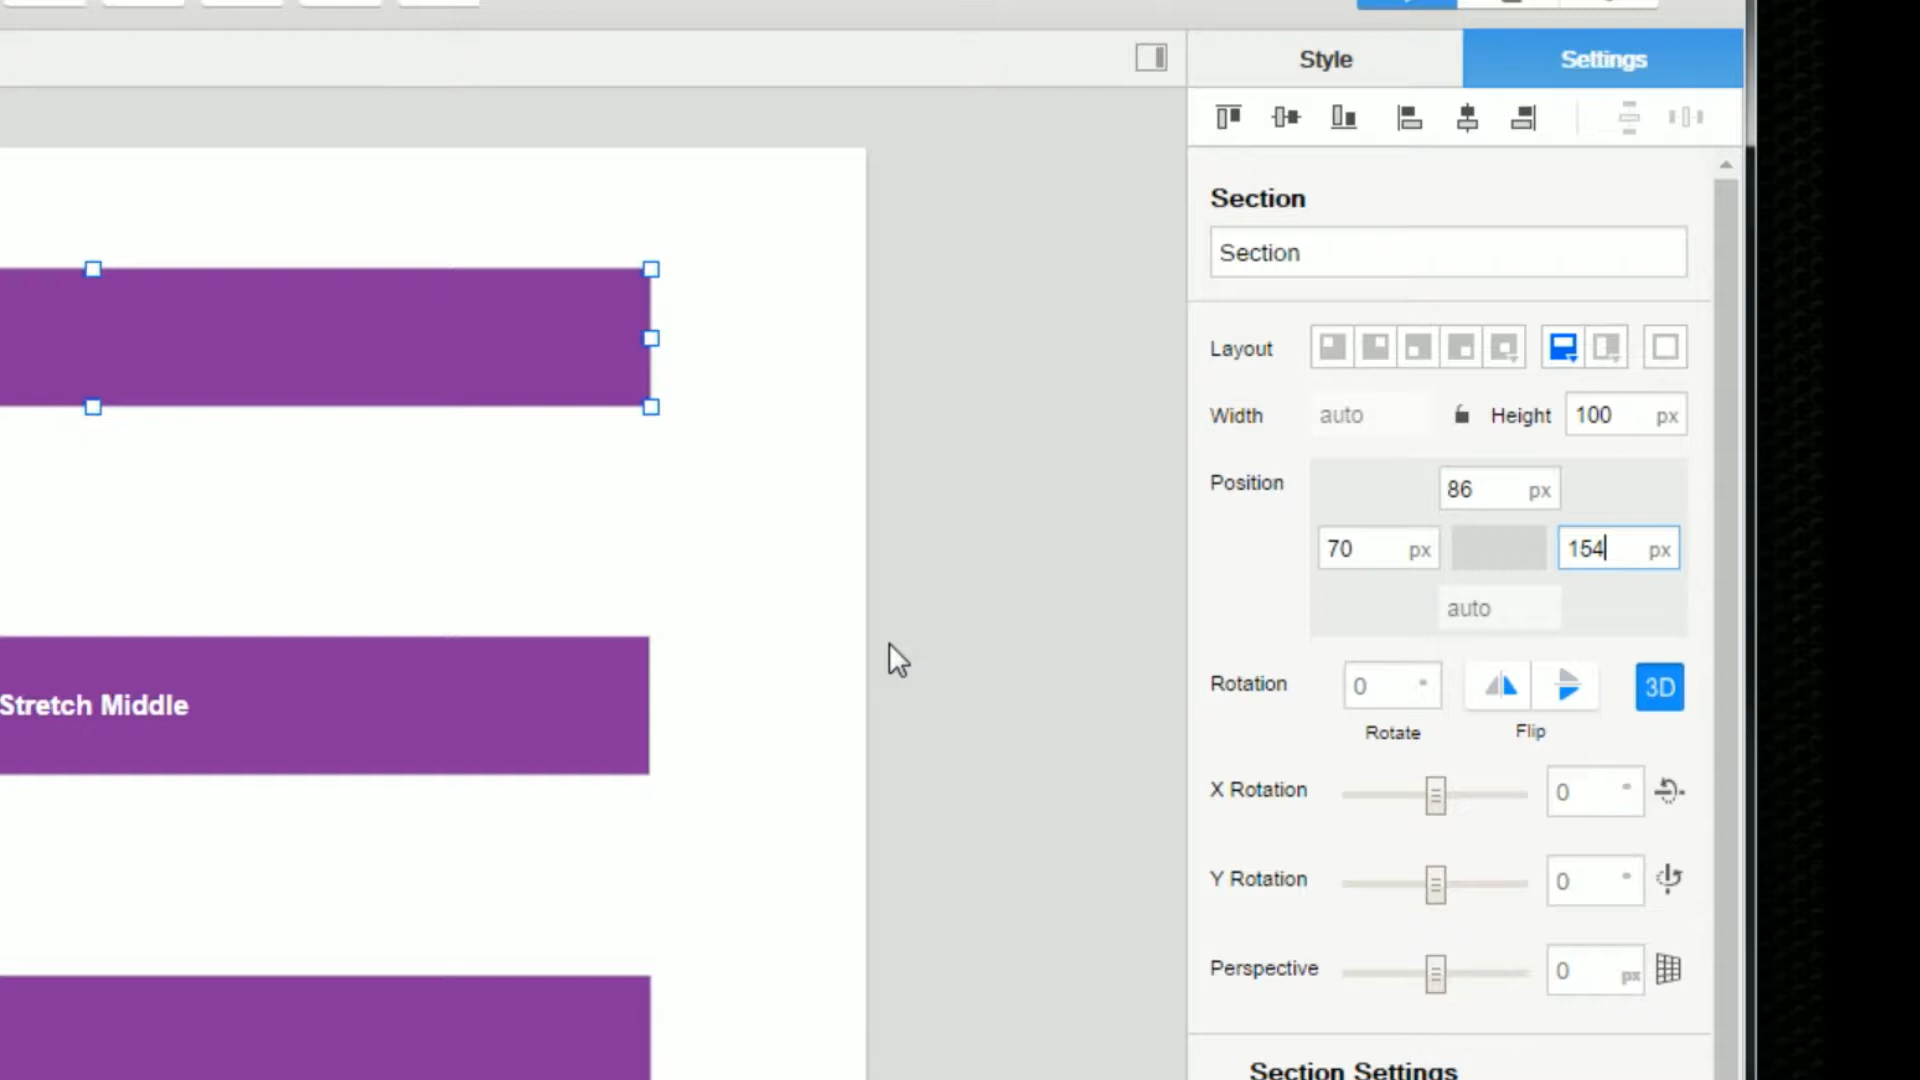 Style Settings
Section
Section
Layout
Width auto Height 100 px
Position 86 px
70 px 154 px
auto
Rotation 0 ° 3D
Rotate Flip
Stretch Middle
X Rotation 0 °
Y Rotation 0 °
Perspective 0 px
Section Settings